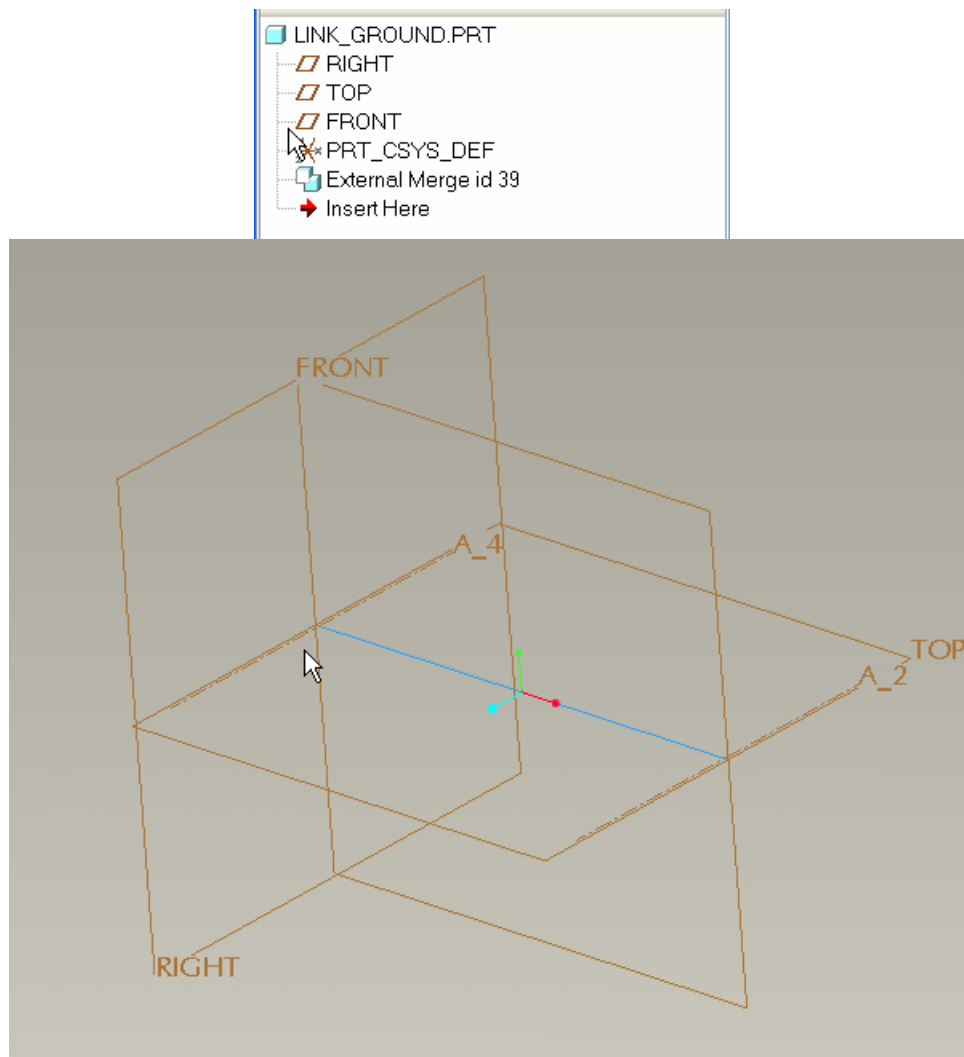 LINK_GROUND.PRT
RIGHT
TOP
FRONT
PRT_CSYS_DEF
External Merge id 39
Insert Here
FRONT
A_4
TOP
A_2
RIGHT